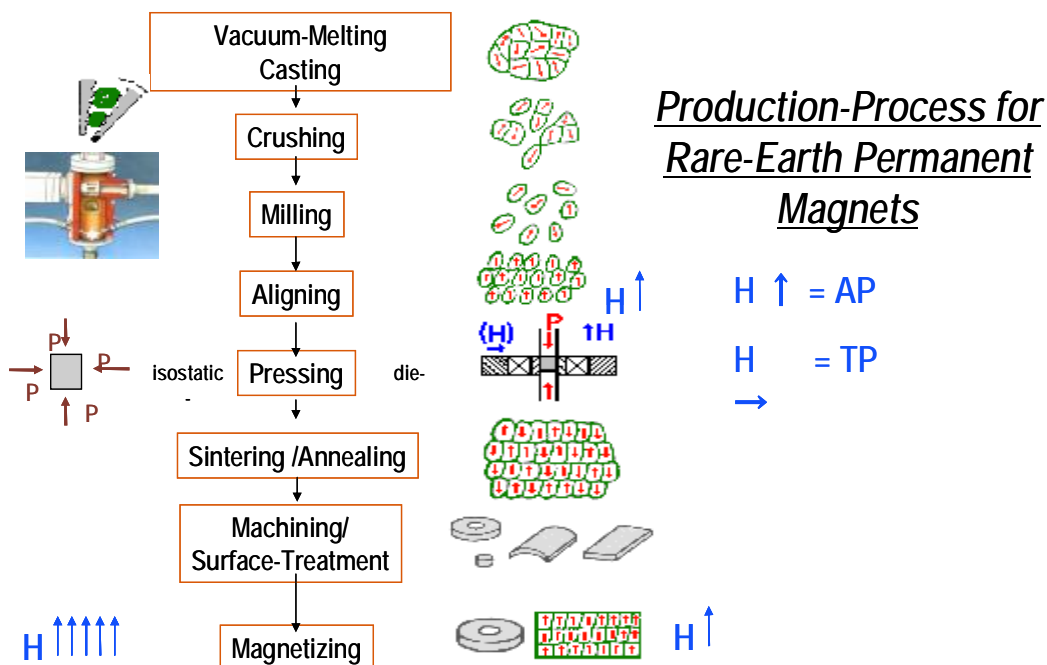 Vacuum-Melting
Casting
Production-Process for
Rare-Earth Permanent
Magnets
Crushing
Milling
Aligning
H
H ↑ = AP
H = TP
→
P
(H)
→
↑H
P
P
P
P
isostatic
-
Pressing
die-
Sintering /Annealing
Machining/
Surface-Treatment
H
Magnetizing
H